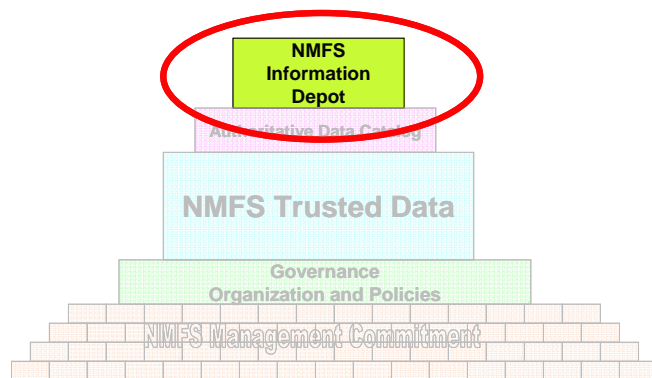 NMFS
Information
Depot
Authoritative Data Catalog
NMFS Trusted Data
Governance
Organization and Policies
NMFS Management Commitment